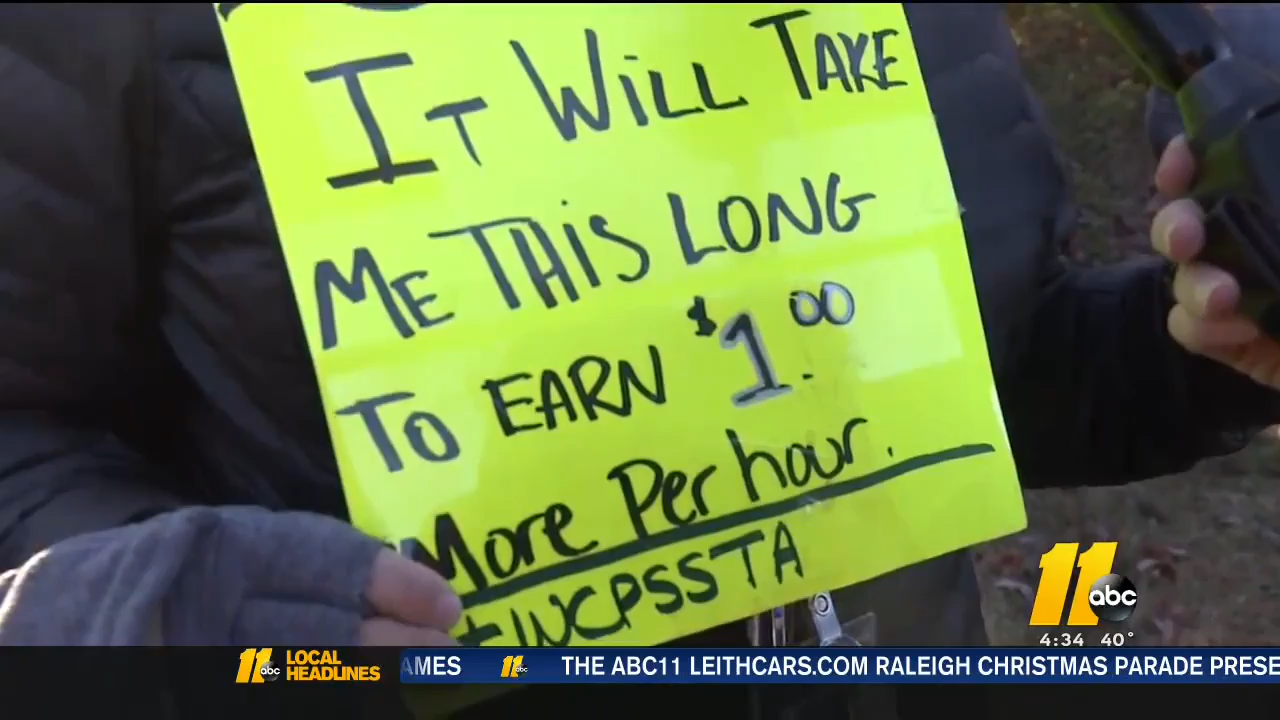 IT WiLL TAKE
ME THiS LONG
TO EARN $1.00
More Per hour.
#WCPSSTA
11 abc
4:34 40°
11 abc LOCAL HEADLINES
AMES 11 abc THE ABC11 LEITHCARS.COM RALEIGH CHRISTMAS PARADE PRESE